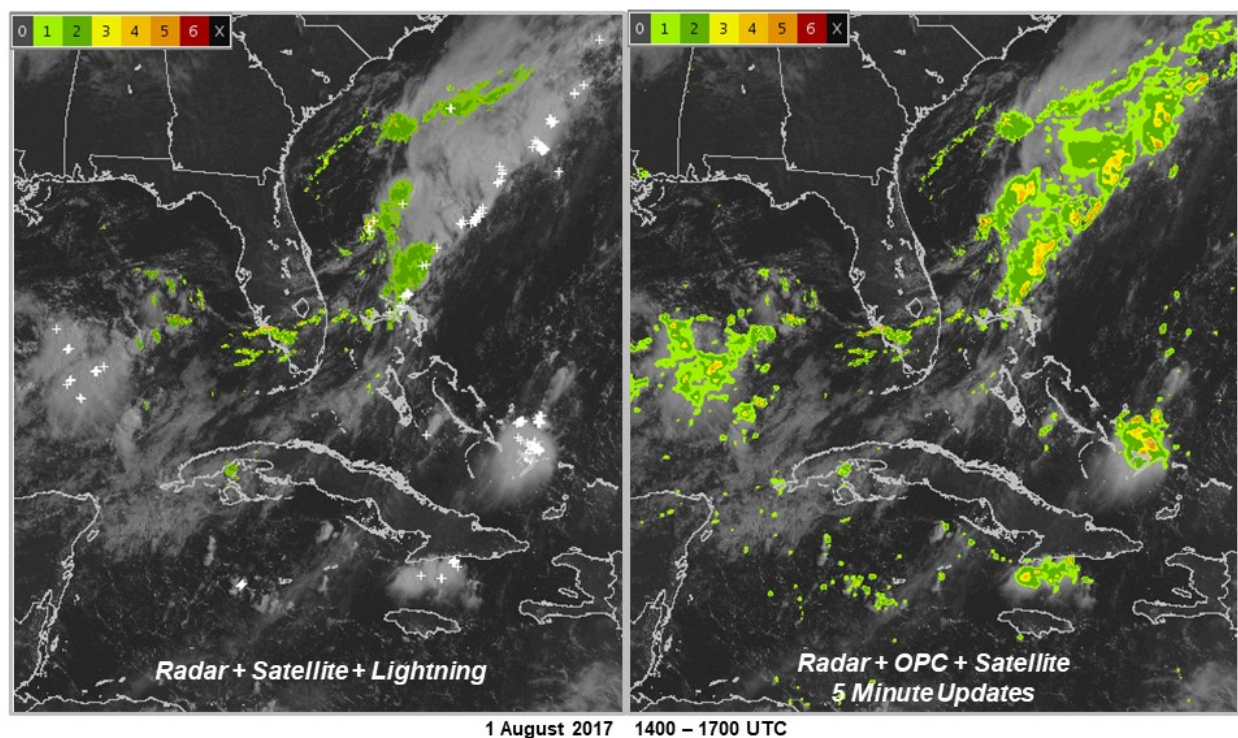 0 1 2 3 4 5 6 X
0 1 2 3 4 5 6 X
Radar + Satellite + Lightning
Radar + OPC + Satellite
5 Minute Updates
1 August 2017 1400 – 1700 UTC